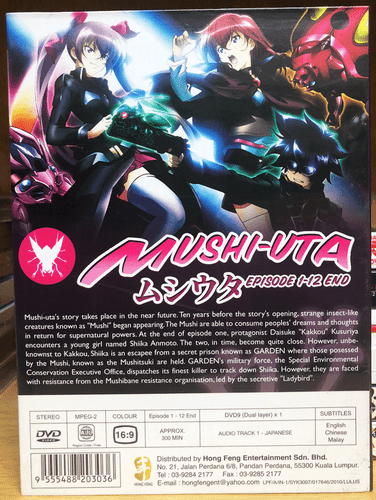 MUSHI-UTA
ムシウタ EPISODE 1-12 END
Mushi-uta's story takes place in the near future. Ten years before the story's opening, strange insect-like
creatures known as "Mushi" began appearing. The Mushi are able to consume peoples' dreams and thoughts
in return for supernatural powers. At the end of episode one, protagonist Daisuke "Kakkou" Kusuriya
encounters a young girl named Shiika Anmoto. The two, in time, become quite close. However, unbe-
knownst to Kakkou, Shiika is an escapee from a secret prison known as GARDEN where those possessed
by the Mushi, known as the Mushitsuki are held. GARDEN's military force, the Special Environmental
Conservation Executive Office, dispatches its finest killer to track down Shiika. However, they are faced
with resistance from the Mushibane resistance organisation, led by the secretive "Ladybird".
STEREO MPEG-2 COLOUR Episode 1 - 12 End DVD9 (Dual layer) x 1 SUBTITLES
DVD VIDEO ALL Region Code : Free 16:9 APPROX. 300 MIN AUDIO TRACK 1 - JAPANESE English Chinese Malay
9 555488 203036
HONG FENG
Distributed by Hong Feng Entertainment Sdn. Bhd.
No. 21, Jalan Perdana 6/8, Pandan Perdana, 55300 Kuala Lumpur.
Tel : 03-9284 2177 Fax : 03-9285 2177
E-mail : hongfengent@yahoo.com